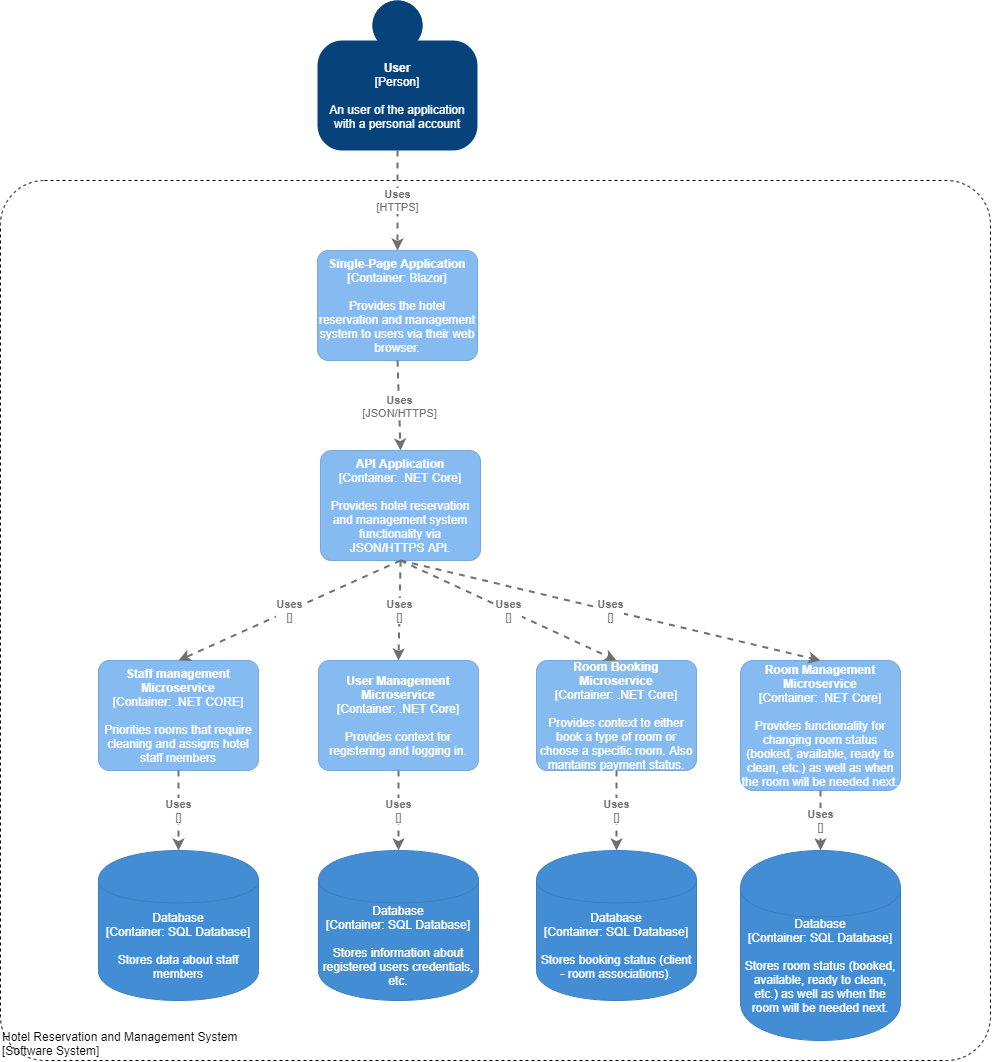 User
[Person]
An user of the application
with a personal account
Uses
[HTTPS]
Single-Page Application
[Container: Blazor]
Provides the hotel
reservation and management
system to users via their web
browser.
Uses
[JSON/HTTPS]
API Application
[Container: .NET Core]
Provides hotel reservation
and management system
functionality via
JSON/HTTPS API.
Uses
[]
Uses
[]
Uses
[]
Uses
[]
Staff management
Microservice
[Container: .NET CORE]
Priorities rooms that require
cleaning and assigns hotel
staff members
User Management
Microservice
[Container: .NET Core]
Provides context for
registering and logging in.
Room Booking
Microservice
[Container: .NET Core]
Provides context to either
book a type of room or
choose a specific room. Also
mantains payment status.
Room Management
Microservice
[Container: .NET Core]
Provides functionality for
changing room status
(booked, available, ready to
clean, etc.) as well as when
the room will be needed next.
Uses
[]
Uses
[]
Uses
[]
Uses
[]
Database
[Container: SQL Database]
Stores data about staff
members
Database
[Container: SQL Database]
Stores information about
registered users credentials,
etc.
Database
[Container: SQL Database]
Stores booking status (client
- room associations).
Database
[Container: SQL Database]
Stores room status (booked,
available, ready to clean,
etc.) as well as when the
room will be needed next.
Hotel Reservation and Management System
[Software System]